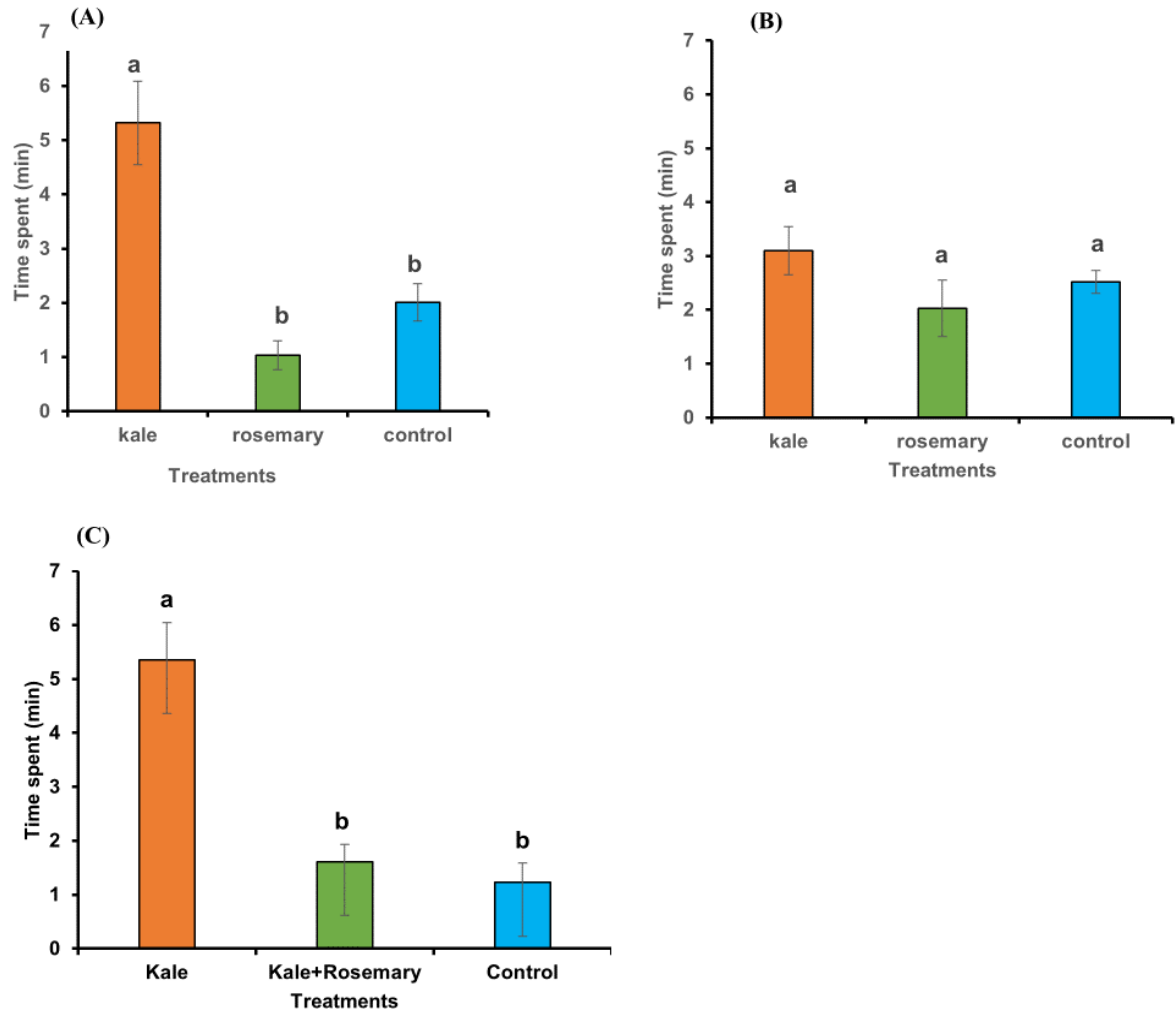 (A)
7
6
5
4
3
2
1
0
Time spent (min)
a
b
b
kale rosemary control
Treatments
(B)
7
6
5
4
3
2
1
0
Time spent (min)
a
a
a
kale rosemary control
Treatments
(C)
7
6
5
4
3
2
1
0
Time spent (min)
a
b
b
Kale Kale+Rosemary Control
Treatments